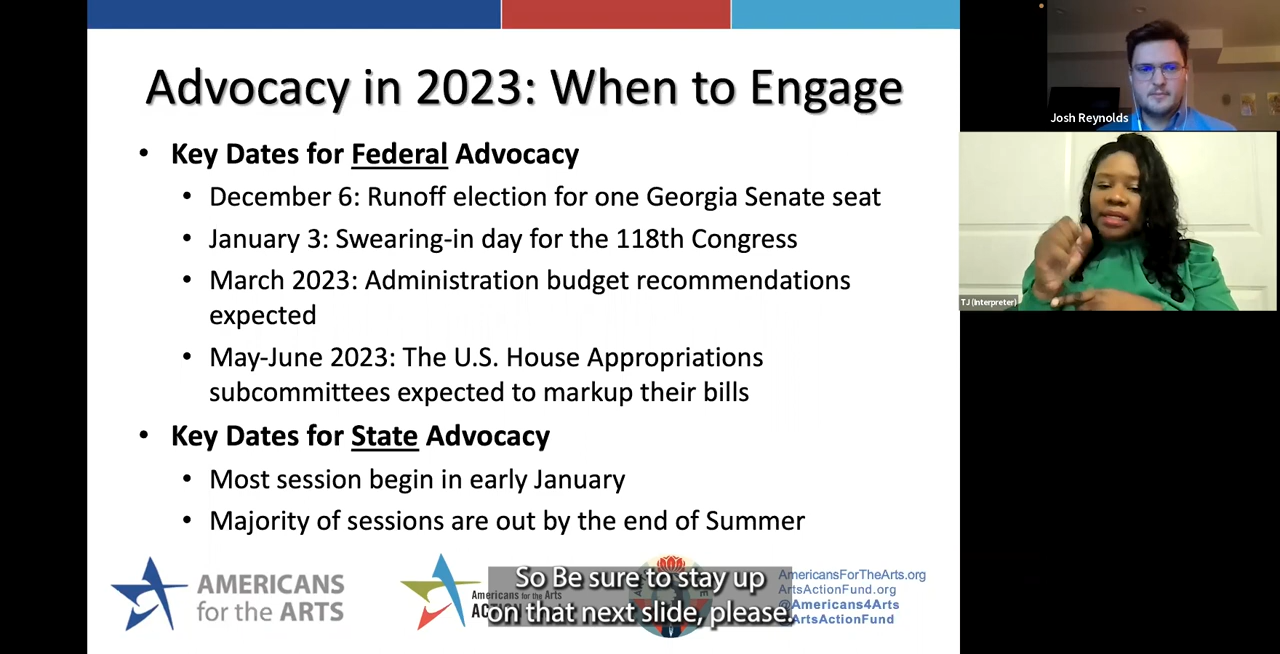 Advocacy in 2023: When to Engage
• Key Dates for Federal Advocacy
• December 6: Runoff election for one Georgia Senate seat
• January 3: Swearing-in day for the 118th Congress
• March 2023: Administration budget recommendations
expected
• May-June 2023: The U.S. House Appropriations
subcommittees expected to markup their bills
• Key Dates for State Advocacy
• Most session begin in early January
• Majority of sessions are out by the end of Summer
AMERICANS
for the ARTS
Americans for the Arts
So Be sure to stay up
on that next slide, please.
AmericansForTheArts.org
ArtsActionFund.org
@Americans4Arts
ArtsActionFund
Josh Reynolds
TJ (Interpreter)